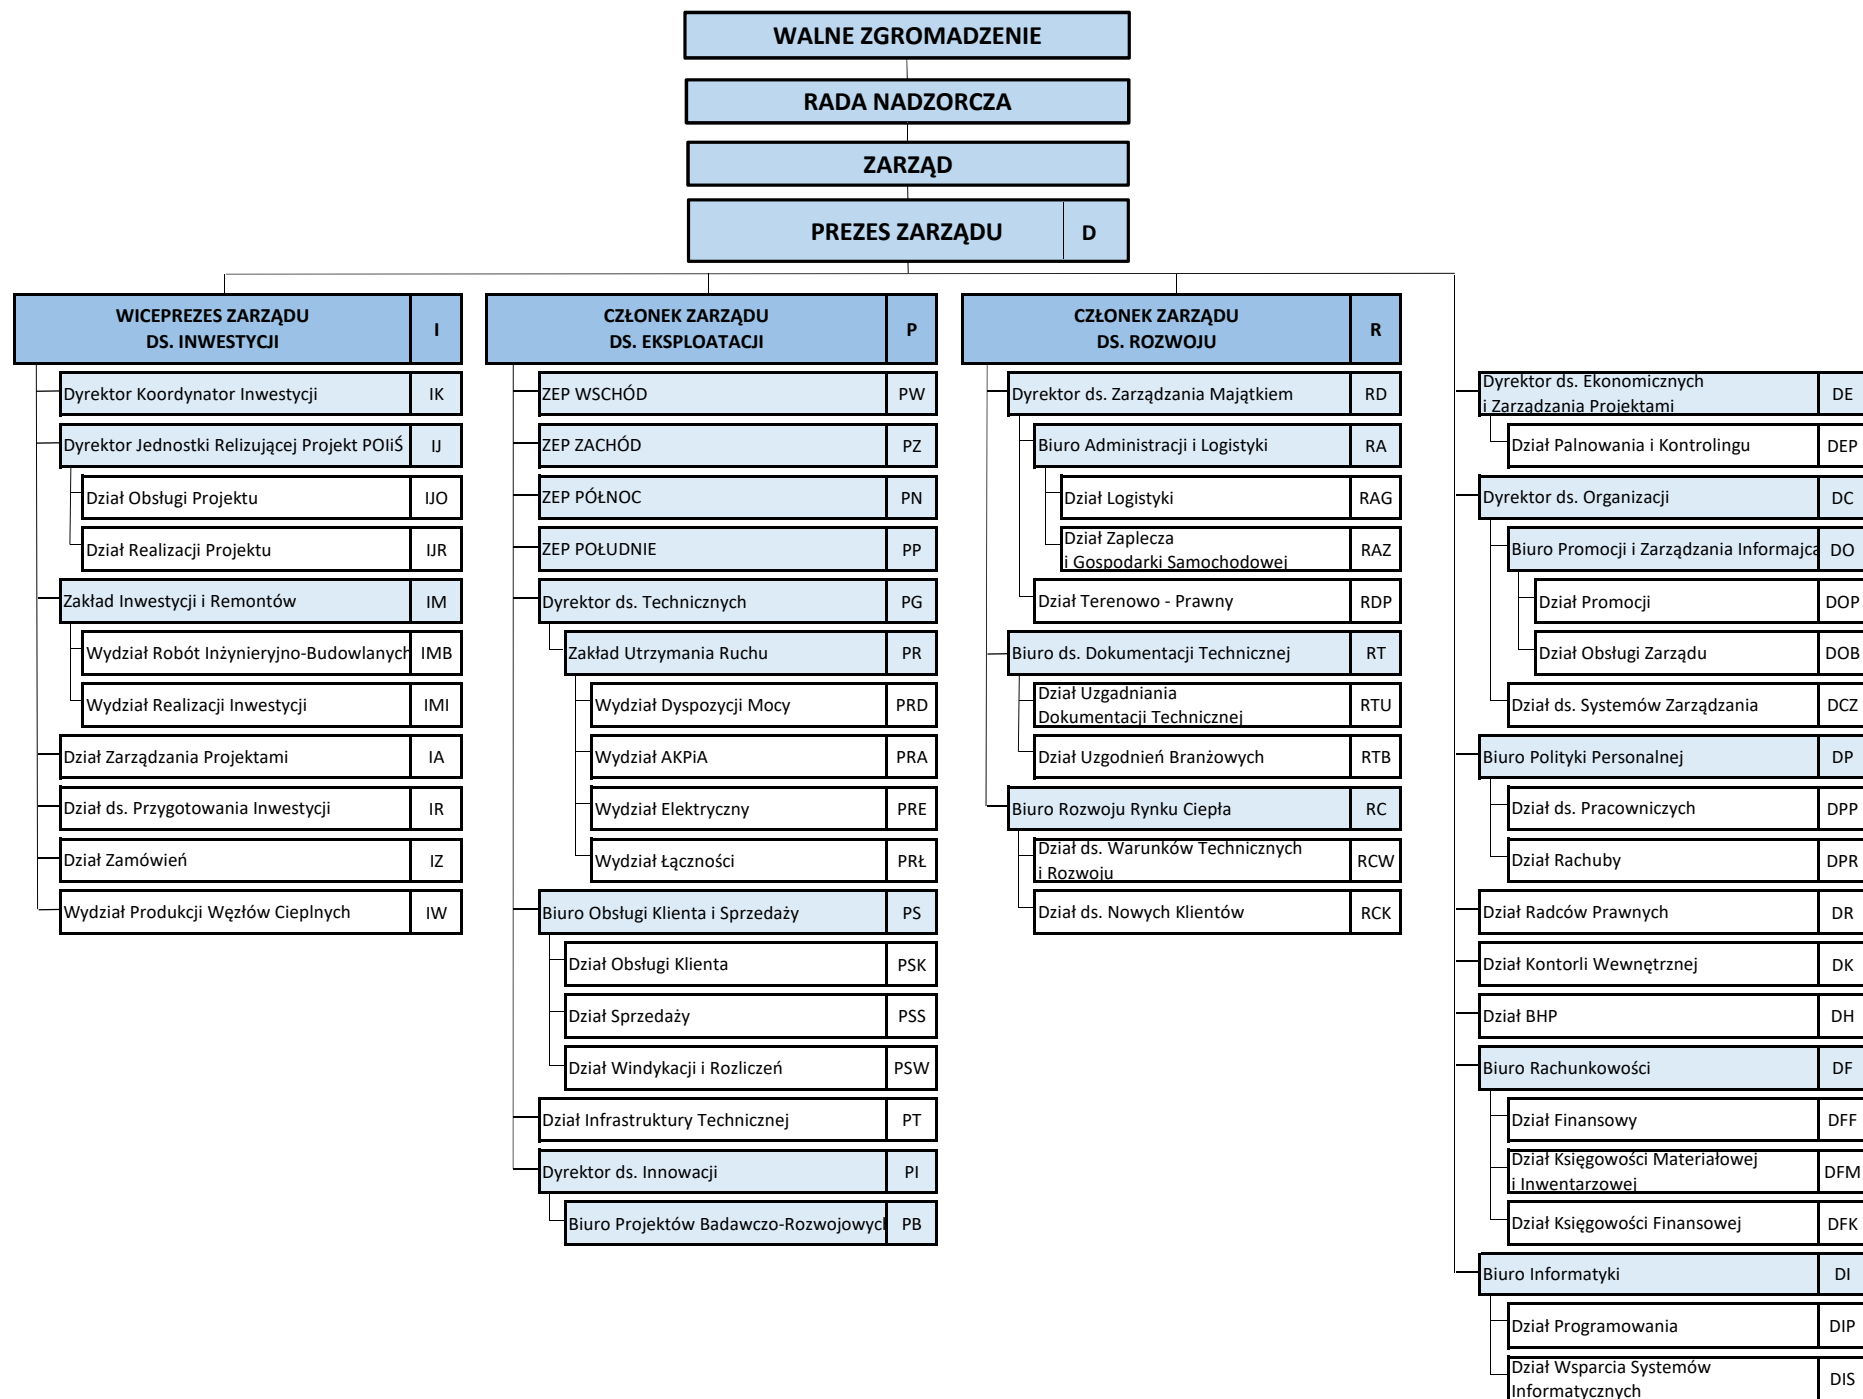 WALNE ZGROMADZENIE
RADA NADZORCZA
ZARZĄD
PREZES ZARZĄDU D
WICEPREZES ZARZĄDU
DS. INWESTYCJI
I
Dyrektor Koordynator Inwestycji IK
Dyrektor Jednostki Relizującej Projekt POIiŚ IJ
Dział Obsługi Projektu IJO
Dział Realizacji Projektu IJR
Zakład Inwestycji i Remontów IM
Wydział Robót Inżynieryjno-Budowlanych IMB
Wydział Realizacji Inwestycji IMI
Dział Zarządzania Projektami IA
Dział ds. Przygotowania Inwestycji IR
Dział Zamówień IZ
Wydział Produkcji Węzłów Cieplnych IW
CZŁONEK ZARZĄDU
DS. EKSPLOATACJI
P
ZEP WSCHÓD PW
ZEP ZACHÓD PZ
ZEP PÓŁNOC PN
ZEP POŁUDNIE PP
Dyrektor ds. Technicznych PG
Zakład Utrzymania Ruchu PR
Wydział Dyspozycji Mocy PRD
Wydział AKPiA PRA
Wydział Elektryczny PRE
Wydział Łączności PRŁ
Biuro Obsługi Klienta i Sprzedaży PS
Dział Obsługi Klienta PSK
Dział Sprzedaży PSS
Dział Windykacji i Rozliczeń PSW
Dział Infrastruktury Technicznej PT
Dyrektor ds. Innowacji PI
Biuro Projektów Badawczo-Rozwojowych PB
CZŁONEK ZARZĄDU
DS. ROZWOJU
R
Dyrektor ds. Zarządzania Majątkiem RD
Biuro Administracji i Logistyki RA
Dział Logistyki RAG
Dział Zaplecza
i Gospodarki Samochodowej RAZ
Dział Terenowo - Prawny RDP
Biuro ds. Dokumentacji Technicznej RT
Dział Uzgadniania
Dokumentacji Technicznej RTU
Dział Uzgodnień Branżowych RTB
Biuro Rozwoju Rynku Ciepła RC
Dział ds. Warunków Technicznych
i Rozwoju RCW
Dział ds. Nowych Klientów RCK
Dyrektor ds. Ekonomicznych
i Zarządzania Projektami DE
Dział Palnowania i Kontrolingu DEP
Dyrektor ds. Organizacji DC
Biuro Promocji i Zarządzania Informajcą DO
Dział Promocji DOP
Dział Obsługi Zarządu DOB
Dział ds. Systemów Zarządzania DCZ
Biuro Polityki Personalnej DP
Dział ds. Pracowniczych DPP
Dział Rachuby DPR
Dział Radców Prawnych DR
Dział Kontorli Wewnętrznej DK
Dział BHP DH
Biuro Rachunkowości DF
Dział Finansowy DFF
Dział Księgowości Materiałowej
i Inwentarzowej DFM
Dział Księgowości Finansowej DFK
Biuro Informatyki DI
Dział Programowania DIP
Dział Wsparcia Systemów
Informatycznych DIS